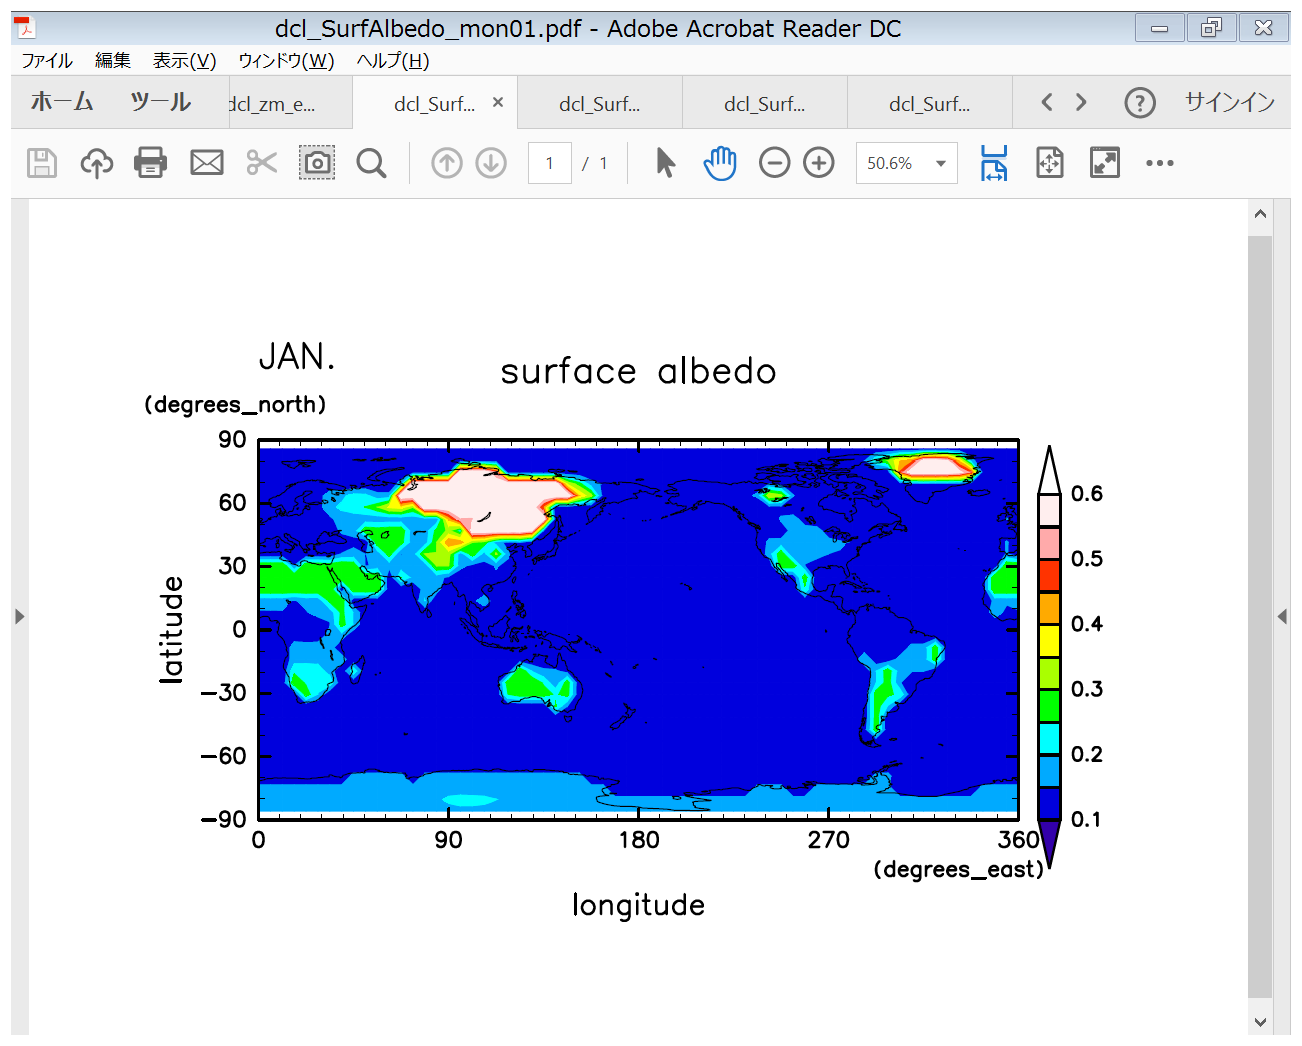 dcl_SurfAlbedo_mon01.pdf - Adobe Acrobat Reader DC
ファイル 編集 表示(V) ウィンドウ(W) ヘルプ(H)
ホーム ツール dcl_zm_e... dcl_Surf... × dcl_Surf... dcl_Surf... dcl_Surf... ? サインイン
1 / 1 50.6%
JAN.
surface albedo
(degrees_north)
90
60
30
0
−30
−60
−90
latitude
0 90 180 270 360
(degrees_east)
longitude
0.6
0.5
0.4
0.3
0.2
0.1